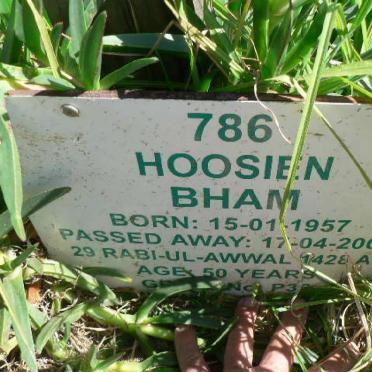 786
HOOSIEN
BHAM
BORN: 15-01-1957
PASSED AWAY: 17-04-200
29 RABI-UL-AWWAL 1428 A
AGE: 50 YEARS